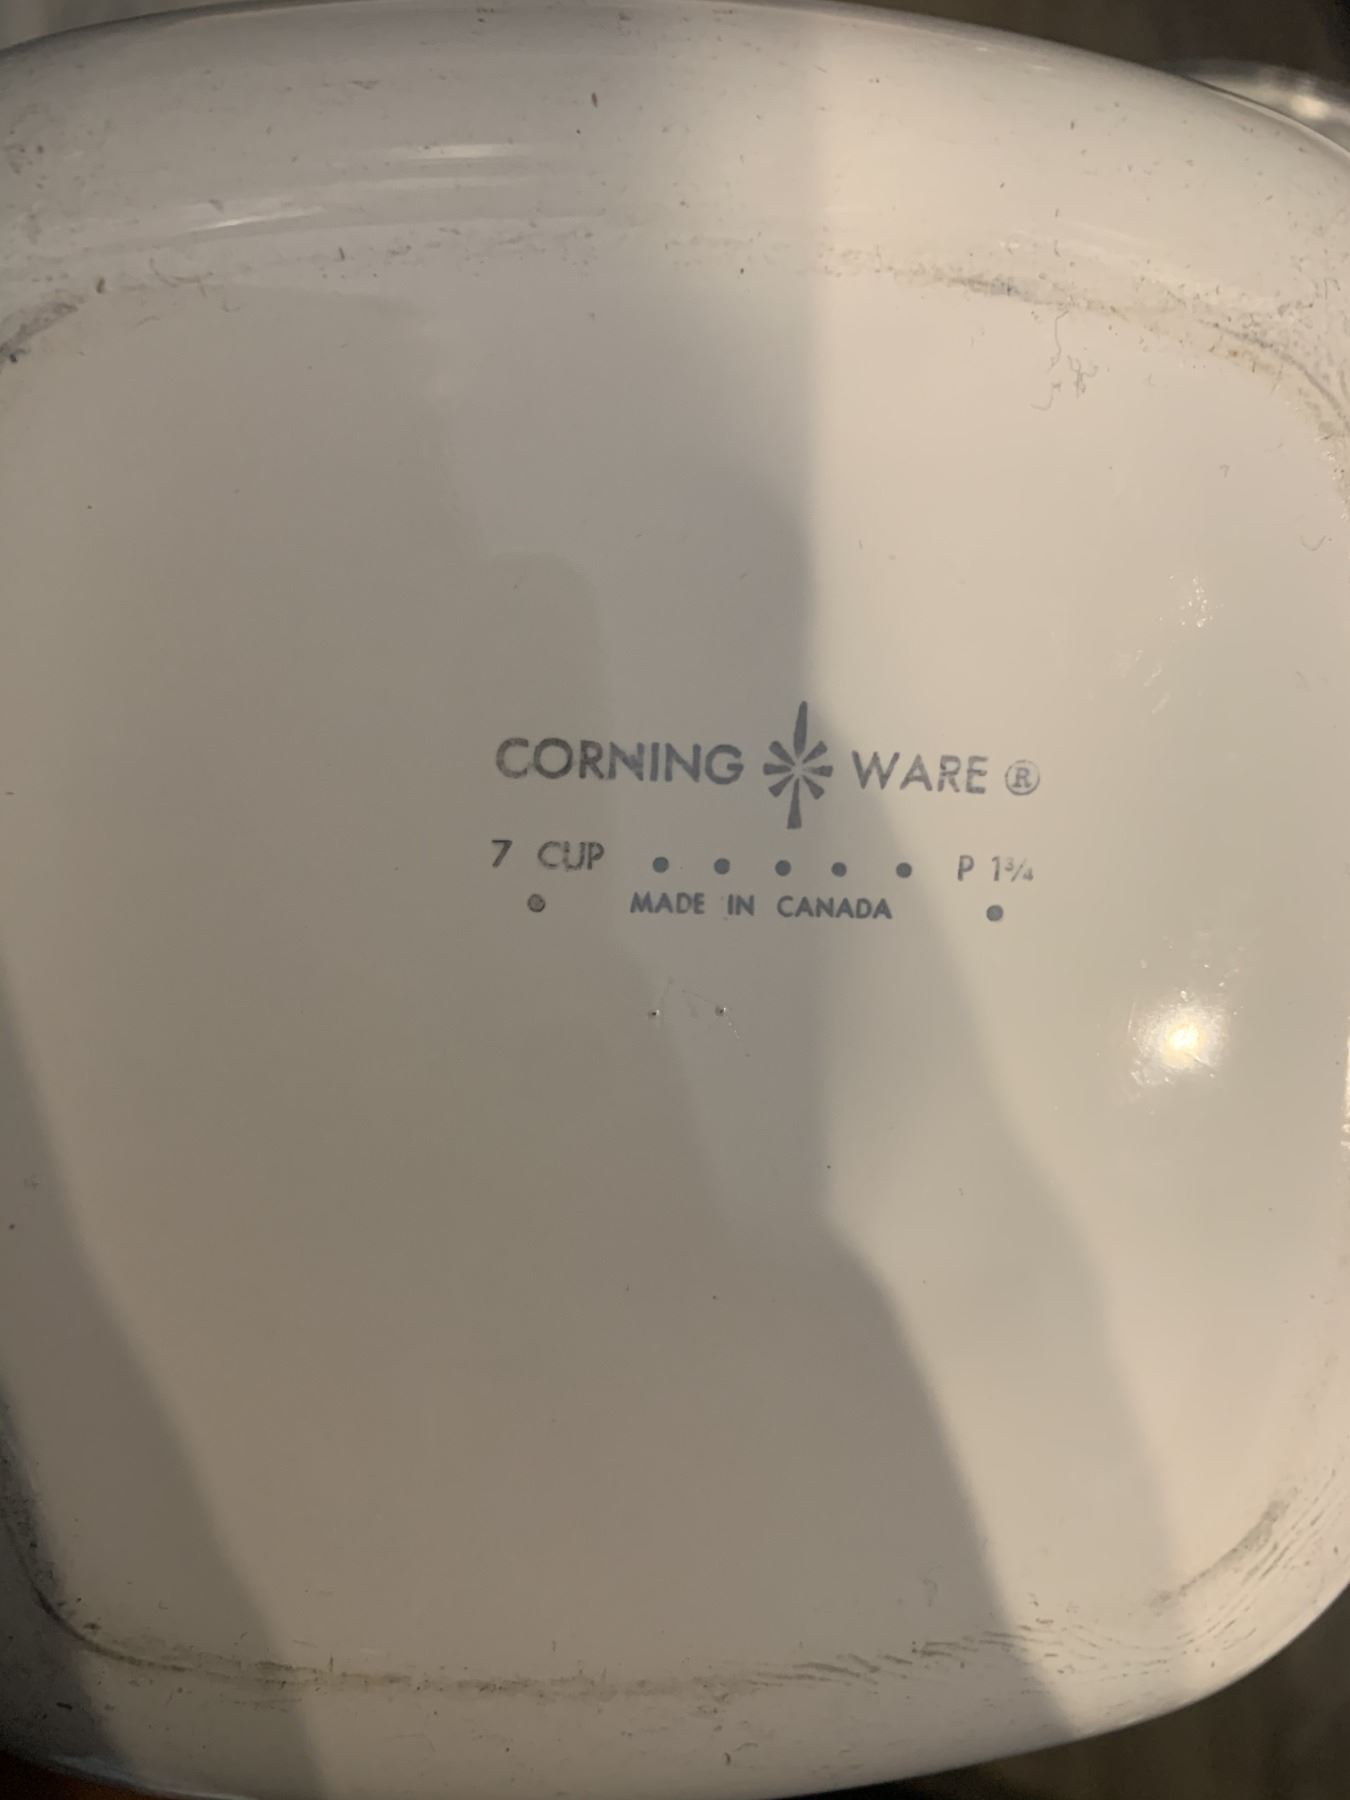 CORNING WARE ®
7 CUP • • • • • P 1¾
• MADE IN CANADA •